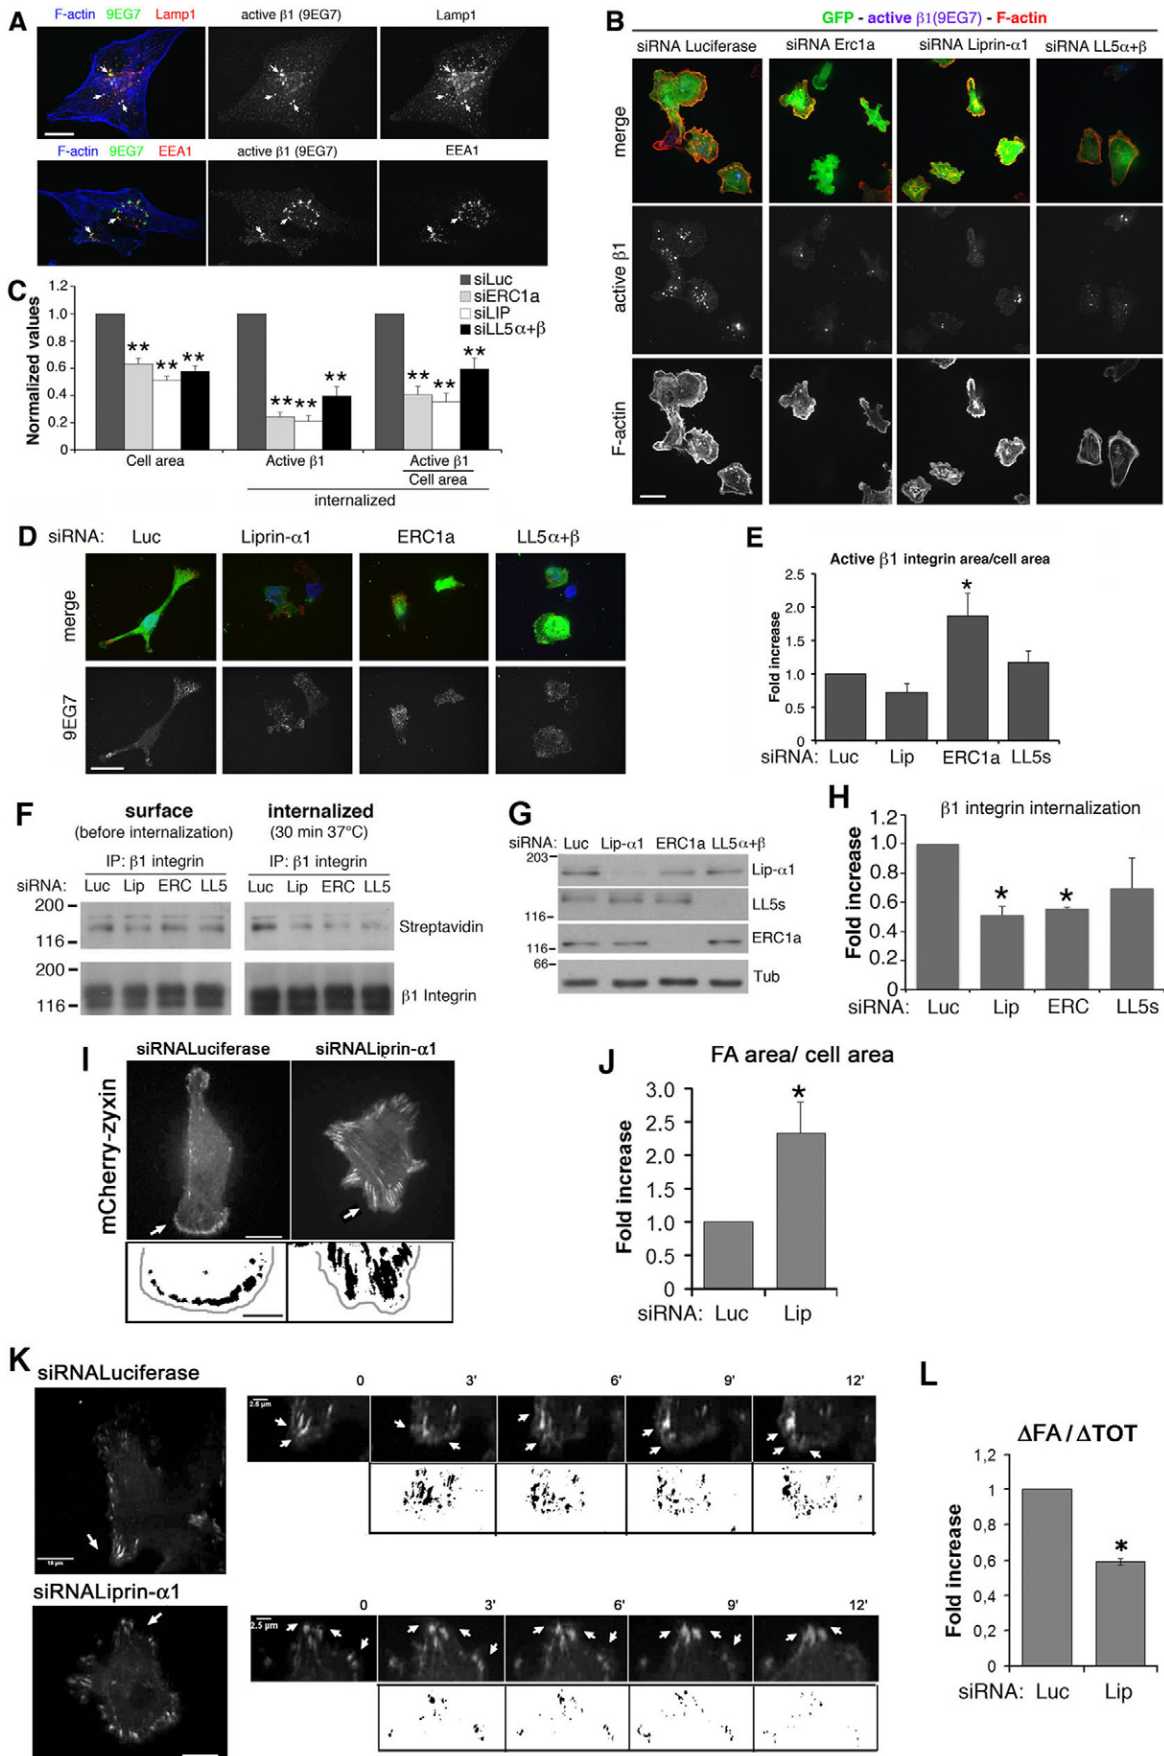 A
F-actin 9EG7 Lamp1
active β1 (9EG7)
Lamp1
F-actin 9EG7 EEA1
active β1 (9EG7)
EEA1
B
GFP - active β1(9EG7) - F-actin
siRNA Luciferase
siRNA Erc1a
siRNA Liprin-α1
siRNA LL5α+β
merge
active β1
F-actin
C
siLuc
siERC1a
siLIP
siLL5α+β
Normalized values
1.2
1.0
0.8
0.6
0.4
0.2
0
** ** **
** ** **
** ** **
Cell area
Active β1
Active β1
Cell area
internalized
D
siRNA:
Luc
Liprin-α1
ERC1a
LL5α+β
merge
9EG7
E
Active β1 integrin area/cell area
Fold increase
2.5
2.0
1.5
1.0
0.5
0
*
siRNA: Luc Lip ERC1a LL5s
F
surface
(before internalization)
internalized
(30 min 37°C)
IP: β1 integrin
IP: β1 integrin
siRNA: Luc Lip ERC LL5
Luc Lip ERC LL5
200
116
Streptavidin
200
116
β1 Integrin
G
siRNA: Luc Lip-α1 ERC1a LL5α+β
203
Lip-α1
LL5s
116
ERC1a
116
66
Tub
H
β1 integrin internalization
Fold increase
1.2
1.0
0.8
0.6
0.4
0.2
0
* *
siRNA: Luc Lip ERC LL5s
I
siRNALuciferase
siRNALiprin-α1
mCherry-zyxin
J
FA area/ cell area
Fold increase
3.0
2.5
2.0
1.5
1.0
0.5
0
*
siRNA: Luc Lip
K
siRNALuciferase
10 µm
0 3' 6' 9' 12'
2.5 µm
siRNALiprin-α1
0 3' 6' 9' 12'
2.5 µm
L
ΔFA / ΔTOT
Fold increase
1,2
1
0,8
0,6
0,4
0,2
0
*
siRNA: Luc Lip